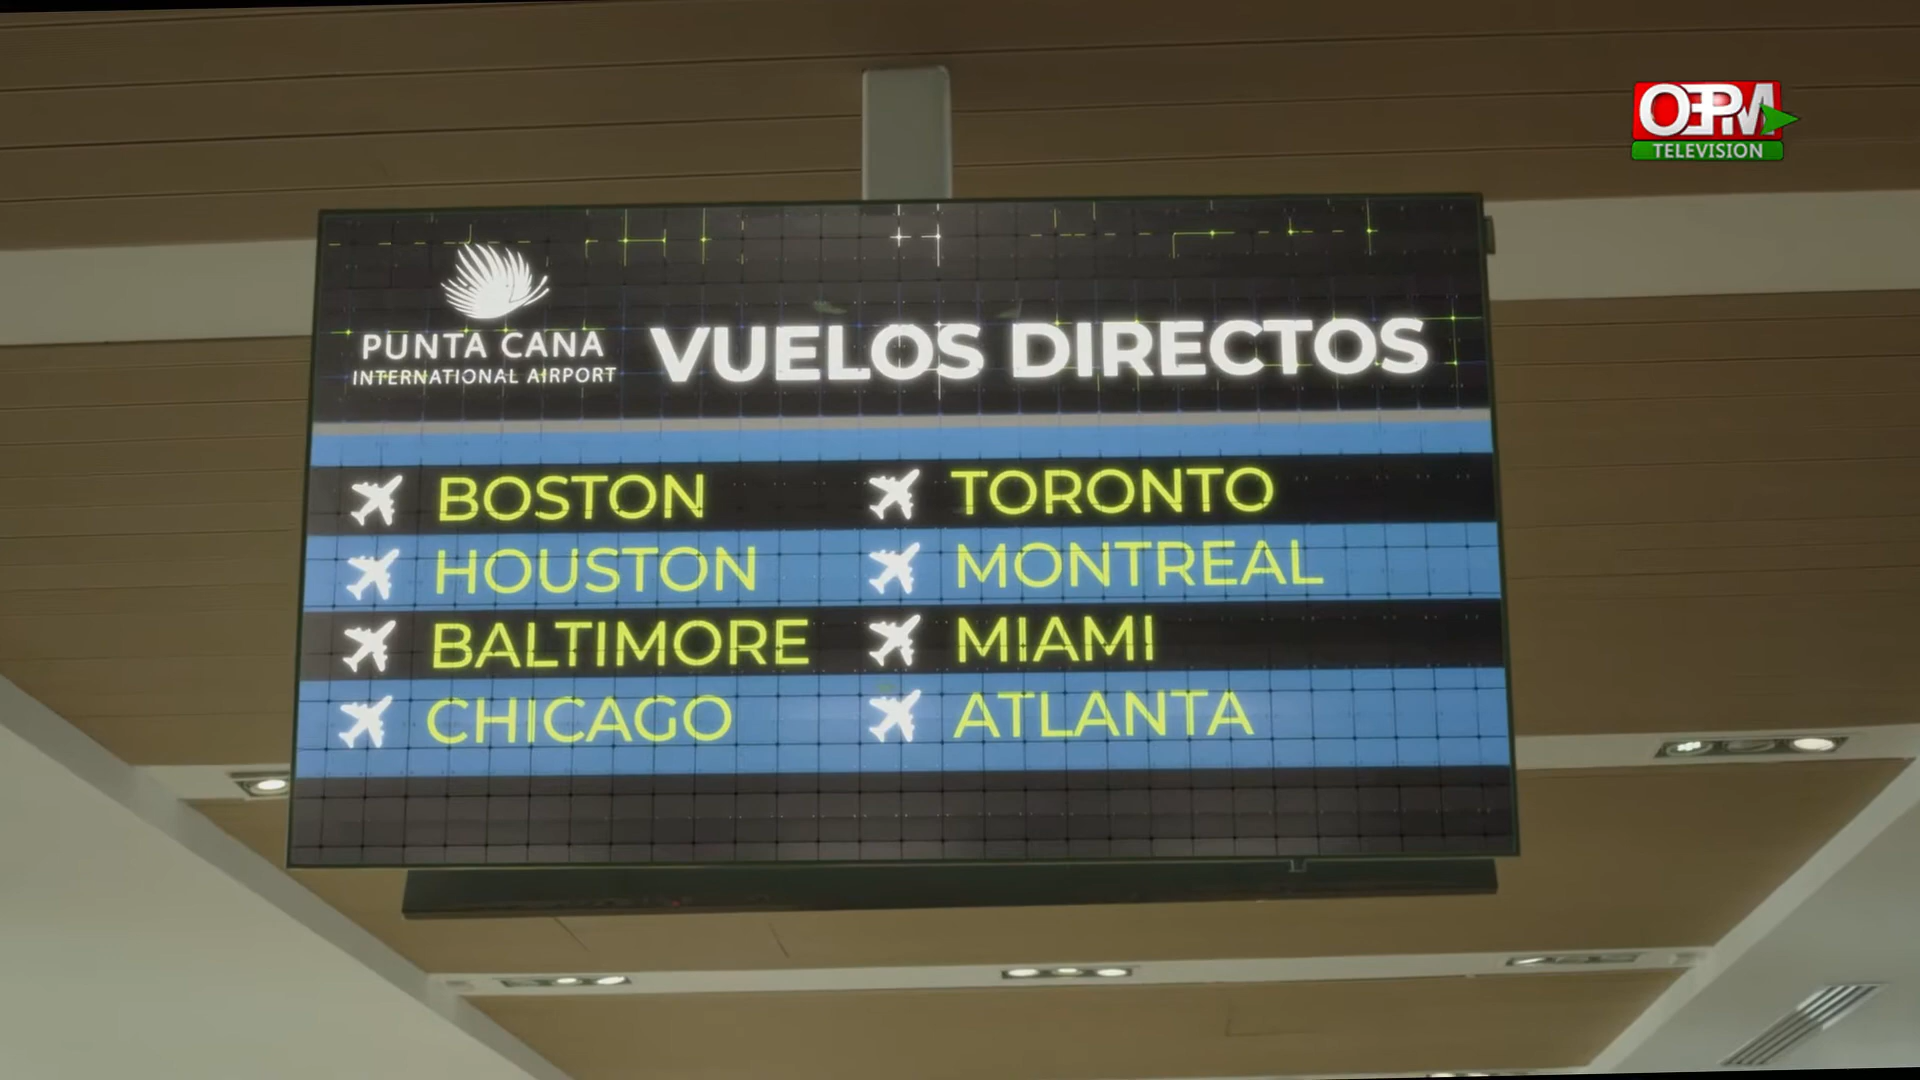 OEPM
TELEVISION
PUNTA CANA
INTERNATIONAL AIRPORT
VUELOS DIRECTOS
BOSTON
HOUSTON
BALTIMORE
CHICAGO
TORONTO
MONTREAL
MIAMI
ATLANTA